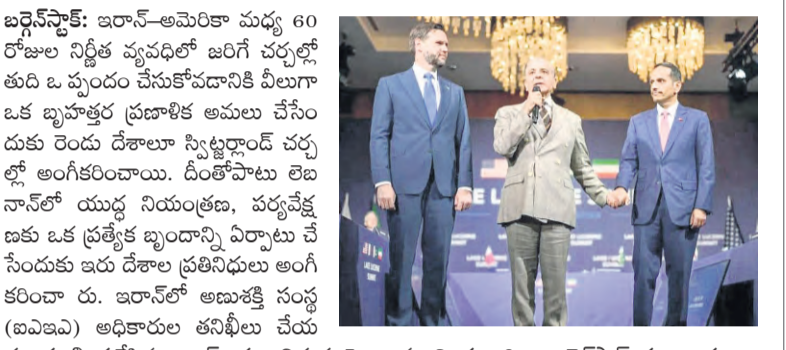 బర్గెన్‌స్టాక్: ఇరాన్–అమెరికా మధ్య 60
రోజుల నిర్ణీత వ్యవధిలో జరిగే చర్చల్లో
తుది ఒ ప్పందం చేసుకోవడానికి వీలుగా
ఒక బృహత్తర ప్రణాళిక అమలు చేసేం
దుకు రెండు దేశాలూ స్విట్జర్లాండ్ చర్చ
ల్లో అంగీకరించాయి. దీంతోపాటు లెబ
నాన్‌లో యుద్ధ నియంత్రణ, పర్యవేక్ష
ణకు ఒక ప్రత్యేక బృందాన్ని ఏర్పాటు చే
సేందుకు ఇరు దేశాల ప్రతినిధులు అంగీ
కరించా రు. ఇరాన్‌లో అణుశక్తి సంస్థ
(ఐఎఇఎ) అధికారుల తనిఖీలు చేయ